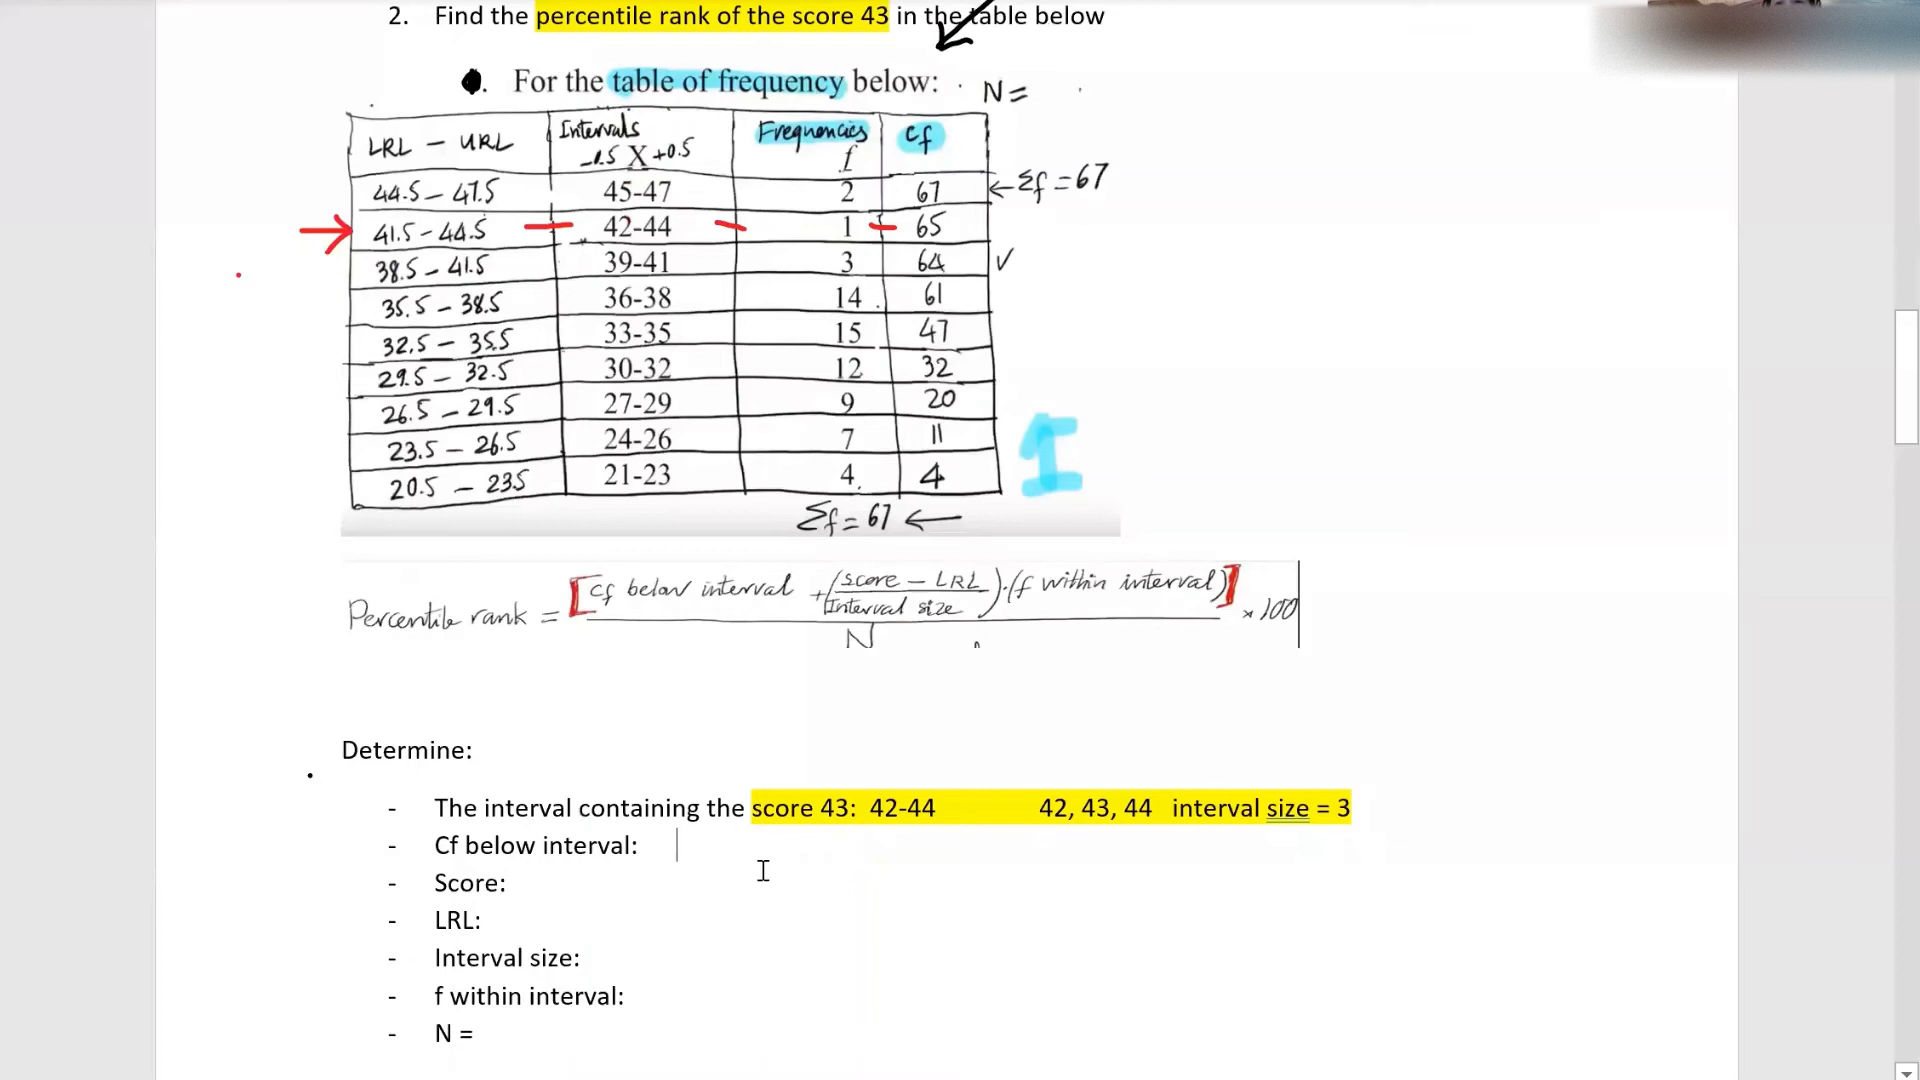 2. Find the percentile rank of the score 43 in the table below
. For the table of frequency below: N=
LRL - URL Intervals -0.5 X +0.5 Frequencies f cf
44.5 - 47.5 45-47 2 67 ← Σf = 67
41.5 - 44.5 42-44 1 65
38.5 - 41.5 39-41 3 64 ✓
35.5 - 38.5 36-38 14 61
32.5 - 35.5 33-35 15 47
29.5 - 32.5 30-32 12 32
26.5 - 29.5 27-29 9 20
23.5 - 26.5 24-26 7 11
20.5 - 23.5 21-23 4 4
Σf = 67 ←
Percentile rank = [cf below interval + (score - LRL / Interval size) . (f within interval)] / N × 100
Determine:
- The interval containing the score 43: 42-44 42, 43, 44 interval size = 3
- Cf below interval:
- Score:
- LRL:
- Interval size:
- f within interval:
- N =